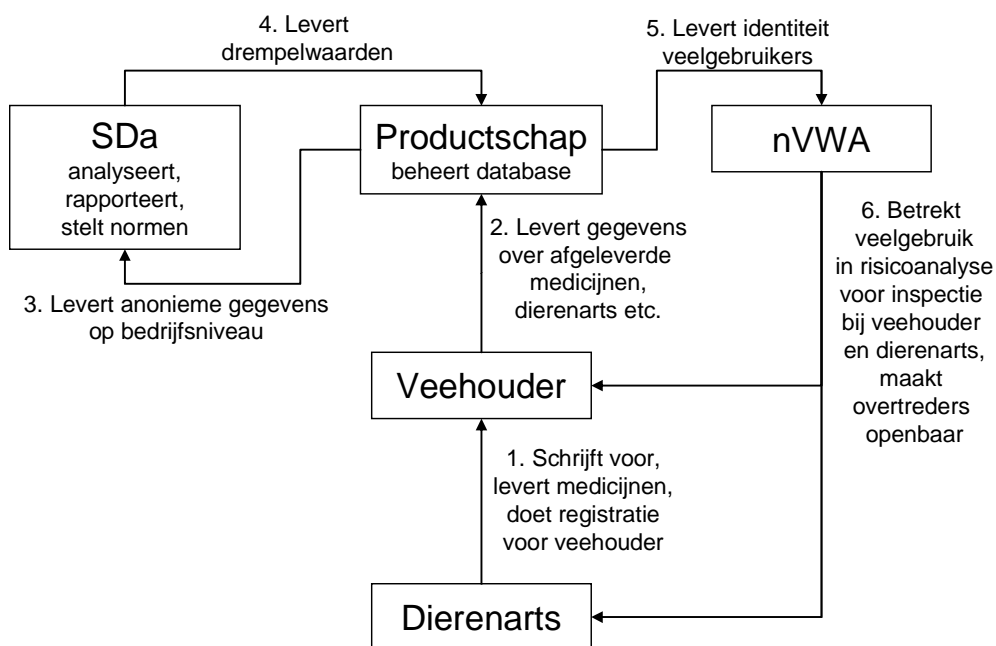 4. Levert
drempelwaarden
5. Levert identiteit
veelgebruikers
SDa
analyseert,
rapporteert,
stelt normen
Productschap
beheert database
nVWA
3. Levert anonieme gegevens
op bedrijfsniveau
2. Levert gegevens
over afgeleverde
medicijnen,
dierenarts etc.
6. Betrekt
veelgebruik
in risicoanalyse
voor inspectie
bij veehouder
en dierenarts,
maakt
overtreders
openbaar
Veehouder
1. Schrijft voor,
levert medicijnen,
doet registratie
voor veehouder
Dierenarts